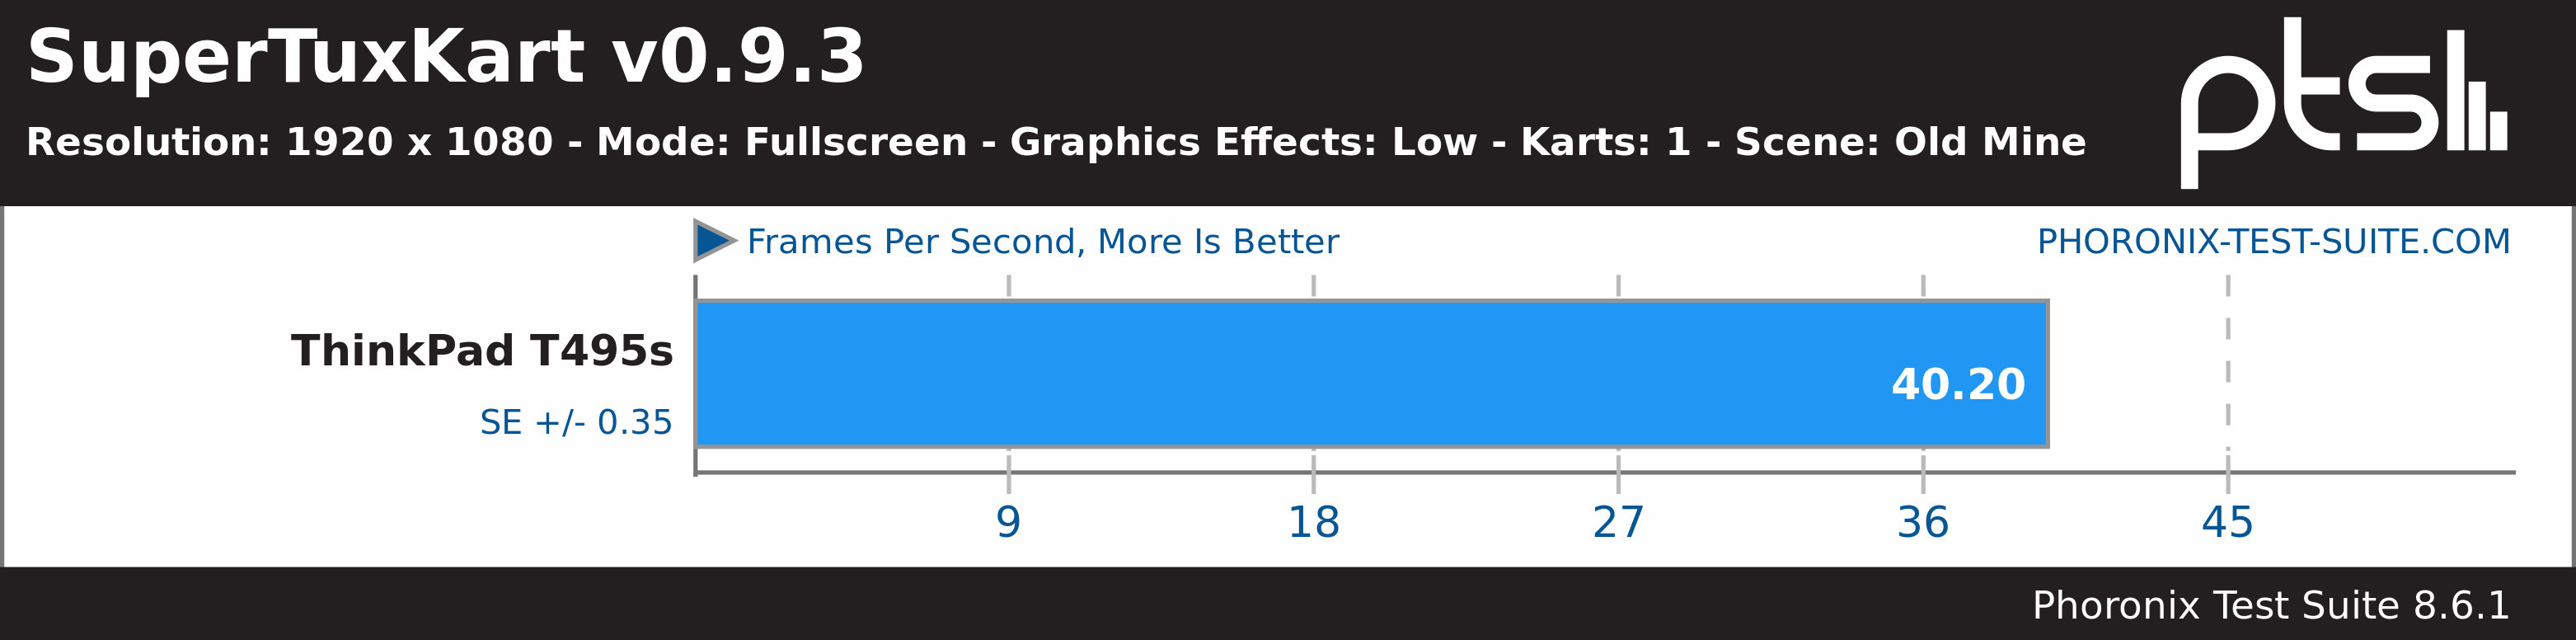 SuperTuxKart v0.9.3
ptsl
Resolution: 1920 x 1080 - Mode: Fullscreen - Graphics Effects: Low - Karts: 1 - Scene: Old Mine
Frames Per Second, More Is Better
PHORONIX-TEST-SUITE.COM
ThinkPad T495s
40.20
SE +/- 0.35
9 18 27 36 45
Phoronix Test Suite 8.6.1